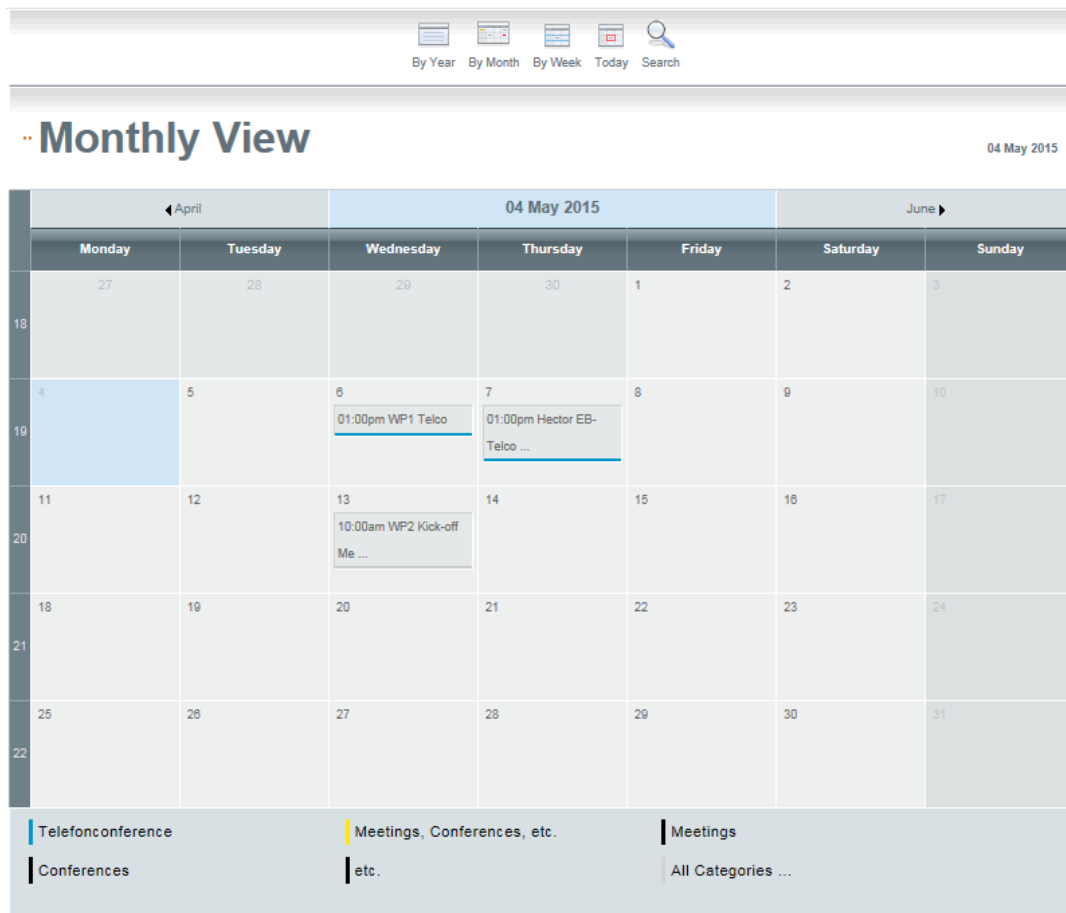 By Year By Month By Week Today Search
Monthly View
04 May 2015
April 04 May 2015 June
Monday Tuesday Wednesday Thursday Friday Saturday Sunday
18 27 28 29 30 1 2 3
19 4 5 6 7 8 9 10
01:00pm WP1 Telco 01:00pm Hector EB-
Telco ...
20 11 12 13 14 15 16 17
10:00am WP2 Kick-off
Me ...
21 18 19 20 21 22 23 24
22 25 26 27 28 29 30 31
Telefonconference Meetings, Conferences, etc. Meetings
Conferences etc. All Categories ...